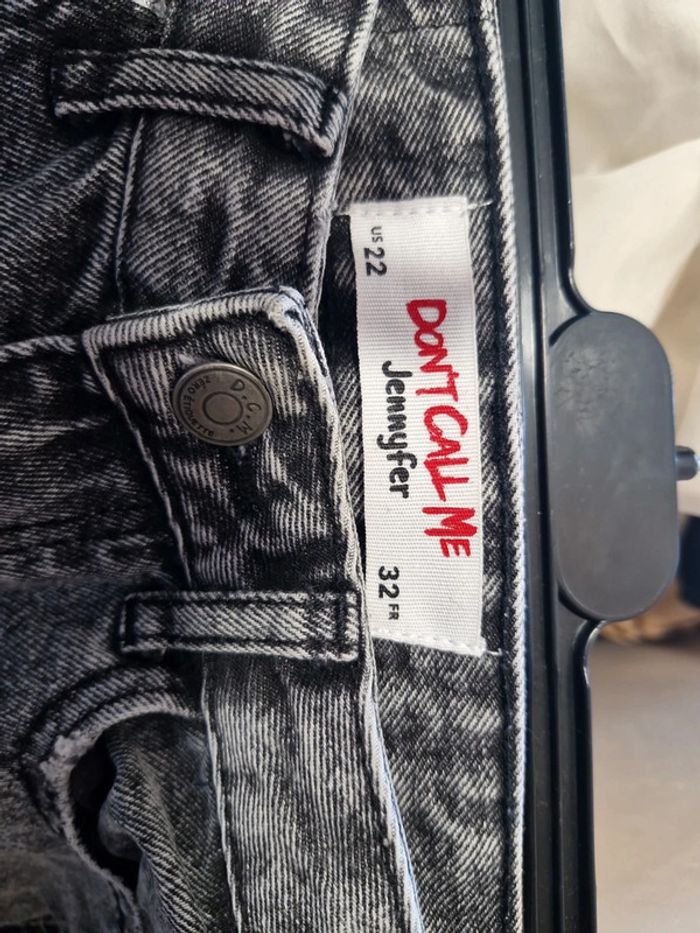 US 22
DON'T CALL ME
Jennyfer
32 FR
D.C.M.